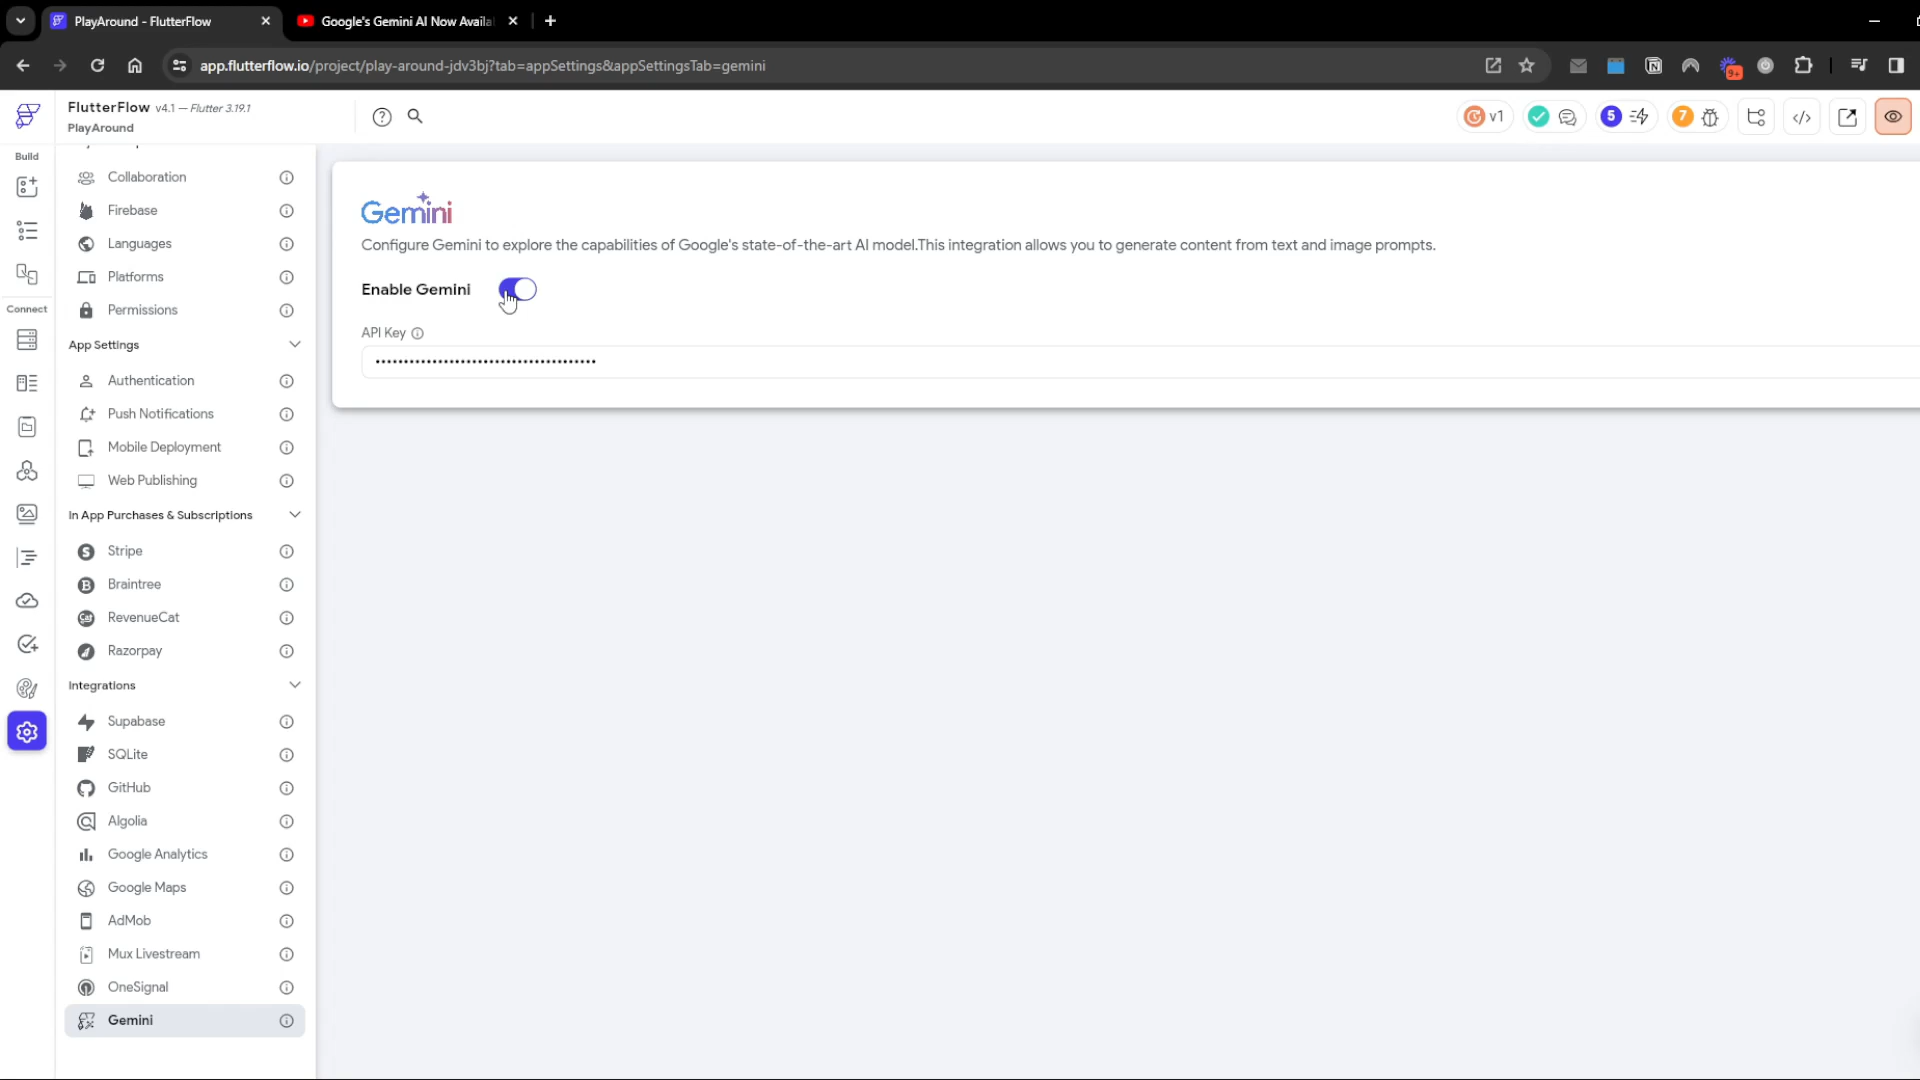 PlayAround - FlutterFlow
Google's Gemini AI Now Availa
app.flutterflow.io/project/play-around-jdv3bj?tab=appSettings&appSettingsTab=gemini
9+
FlutterFlow v4.1 — Flutter 3.19.1
PlayAround
v1
5
7
Build
Connect
Collaboration
Firebase
Languages
Platforms
Permissions
App Settings
Authentication
Push Notifications
Mobile Deployment
Web Publishing
In App Purchases & Subscriptions
Stripe
Braintree
RevenueCat
Razorpay
Integrations
Supabase
SQLite
GitHub
Algolia
Google Analytics
Google Maps
AdMob
Mux Livestream
OneSignal
Gemini
Gemini
Configure Gemini to explore the capabilities of Google's state-of-the-art AI model.This integration allows you to generate content from text and image prompts.
Enable Gemini
API Key